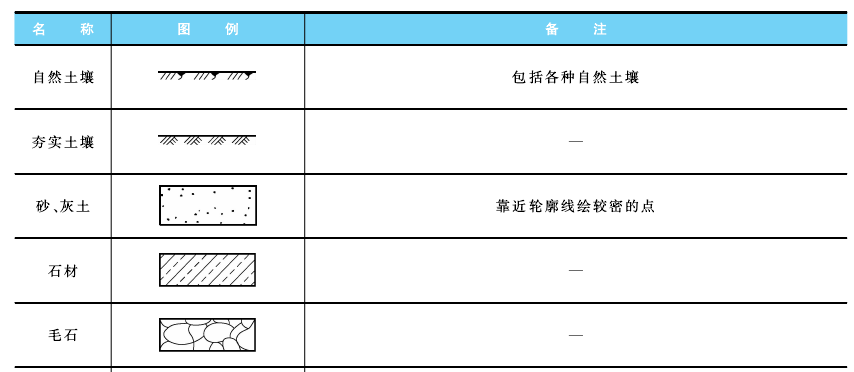 名 称 图 例 备 注
自然土壤 包括各种自然土壤
夯实土壤 —
砂、灰土 靠近轮廓线绘较密的点
石材 —
毛石 —